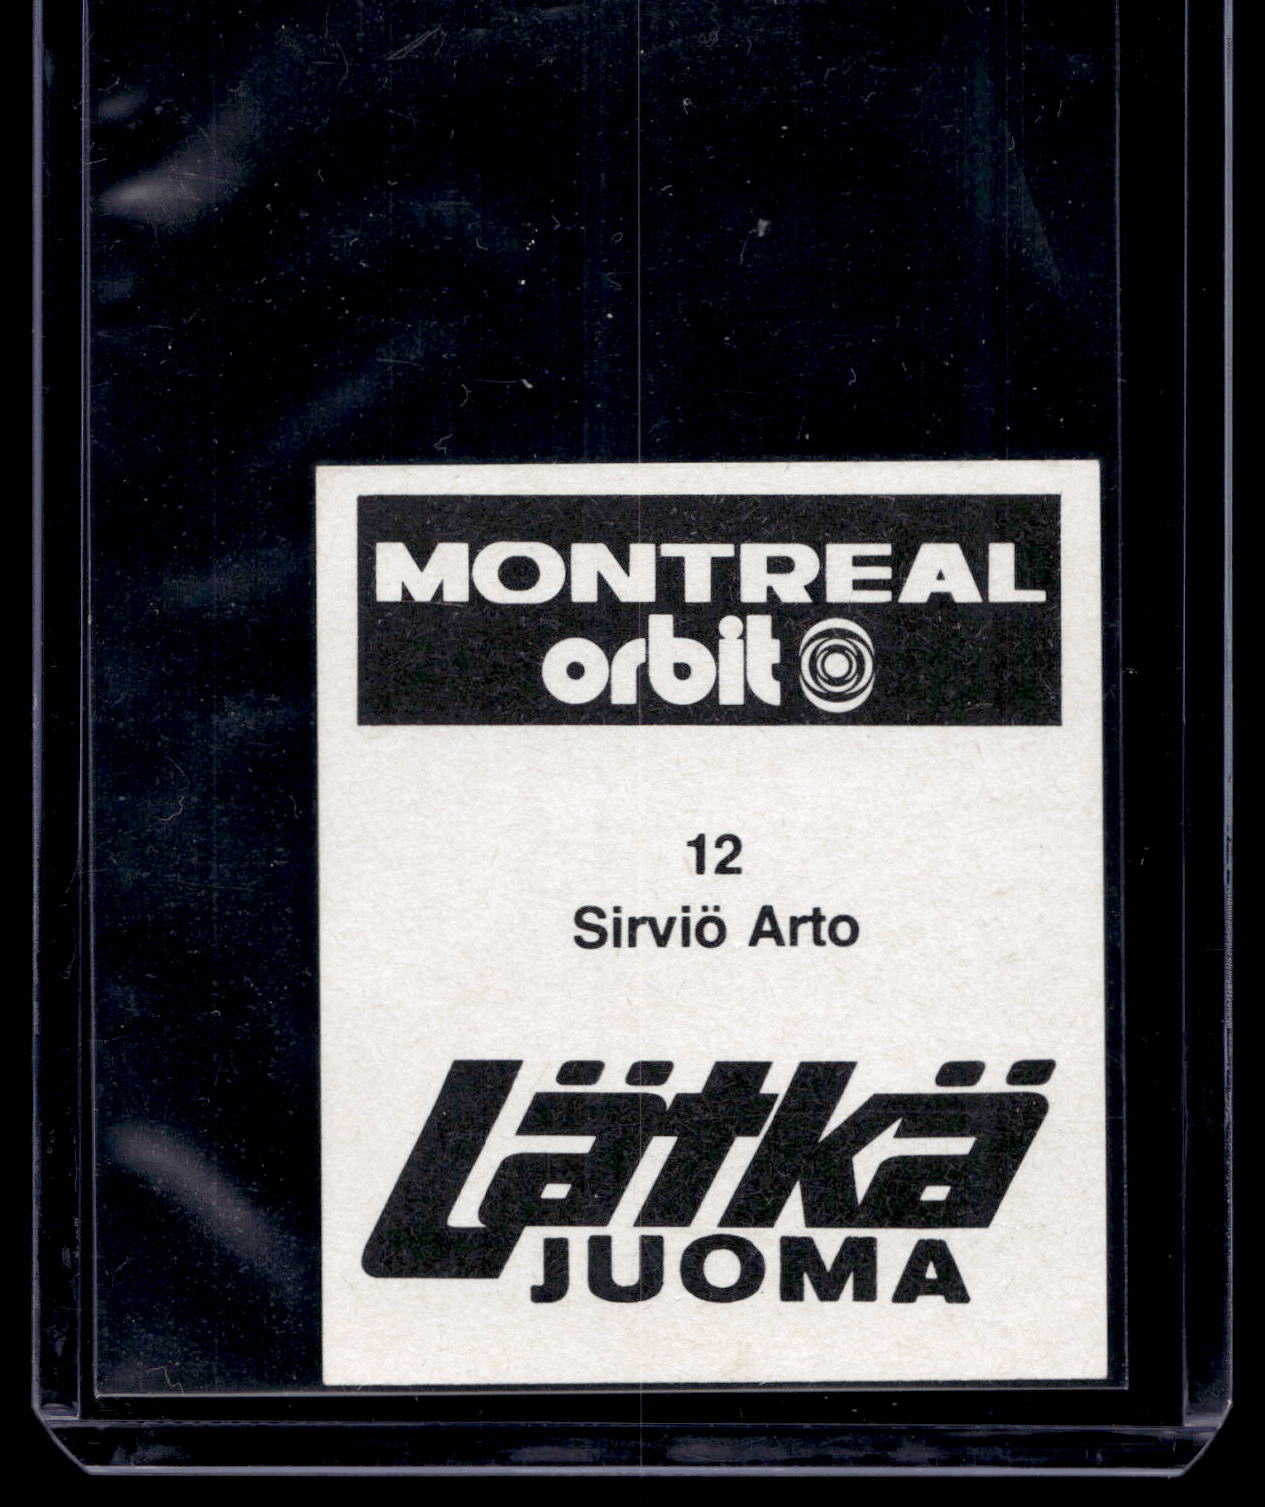 MONTREAL
orbit
12
Sirviö Arto
Lätkä
JUOMA